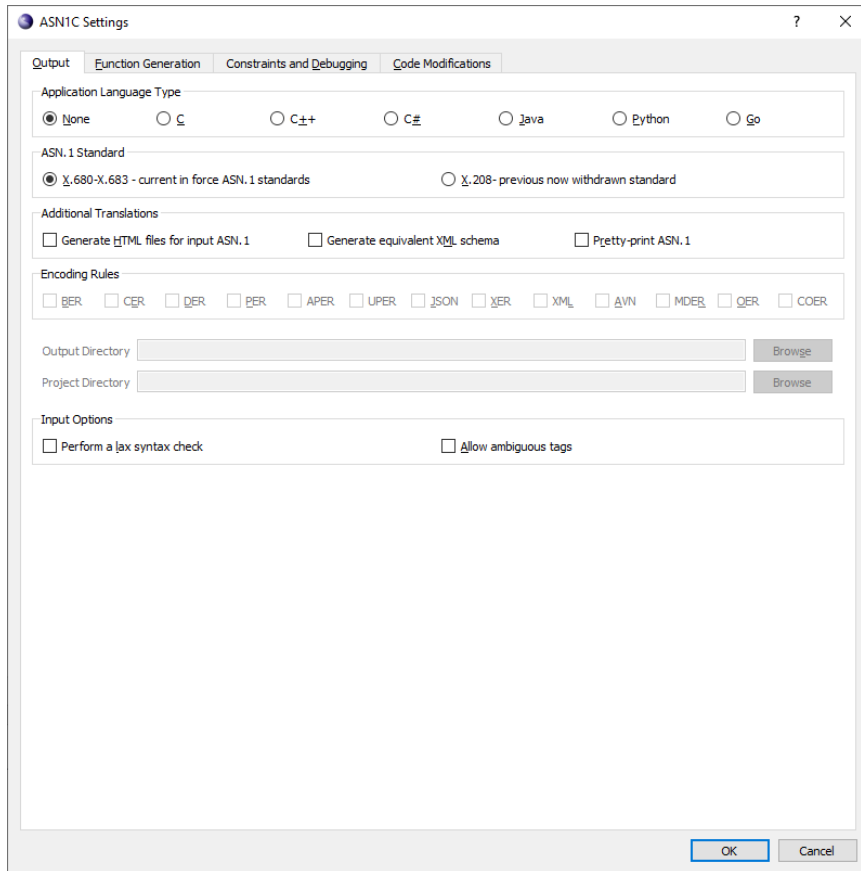 ASN1C Settings ? ×
Output Function Generation Constraints and Debugging Code Modifications
Application Language Type
None C C++ C# Java Python Go
ASN.1 Standard
X.680-X.683 - current in force ASN.1 standards X.208- previous now withdrawn standard
Additional Translations
Generate HTML files for input ASN.1 Generate equivalent XML schema Pretty-print ASN.1
Encoding Rules
BER CER DER PER APER UPER JSON XER XML AVN MDER OER COER
Output Directory Browse
Project Directory Browse
Input Options
Perform a lax syntax check Allow ambiguous tags
OK Cancel